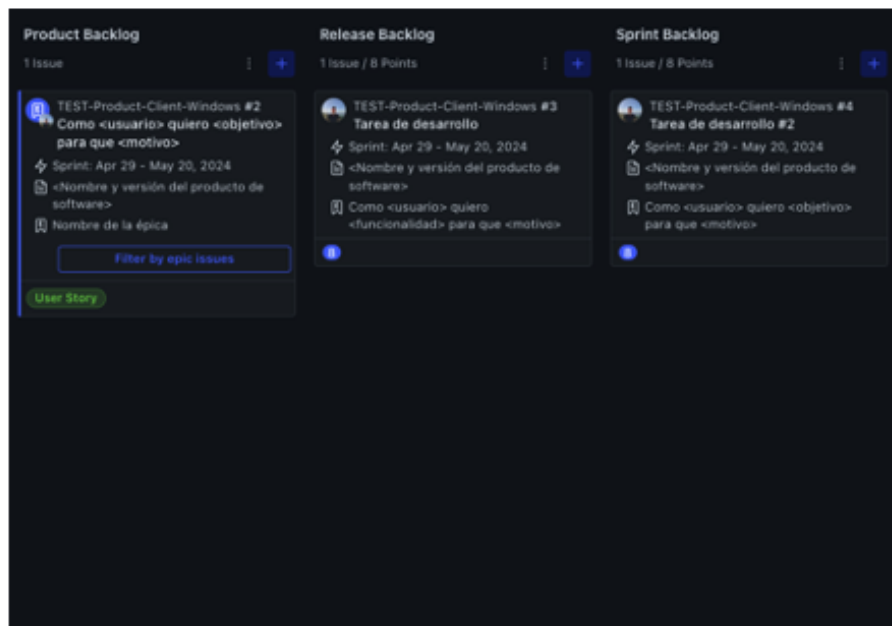 Product Backlog
1 Issue
TEST-Product-Client-Windows #2
Como <usuario> quiero <objetivo>
para que <motivo>
Sprint: Apr 29 - May 20, 2024
<Nombre y versión del producto de
software>
Nombre de la épica
Filter by epic issues
User Story
Release Backlog
1 Issue / 8 Points
TEST-Product-Client-Windows #3
Tarea de desarrollo
Sprint: Apr 29 - May 20, 2024
<Nombre y versión del producto de
software>
Como <usuario> quiero
<funcionalidad> para que <motivo>
8
Sprint Backlog
1 Issue / 8 Points
TEST-Product-Client-Windows #4
Tarea de desarrollo #2
Sprint: Apr 29 - May 20, 2024
<Nombre y versión del producto de
software>
Como <usuario> quiero <objetivo>
para que <motivo>
8